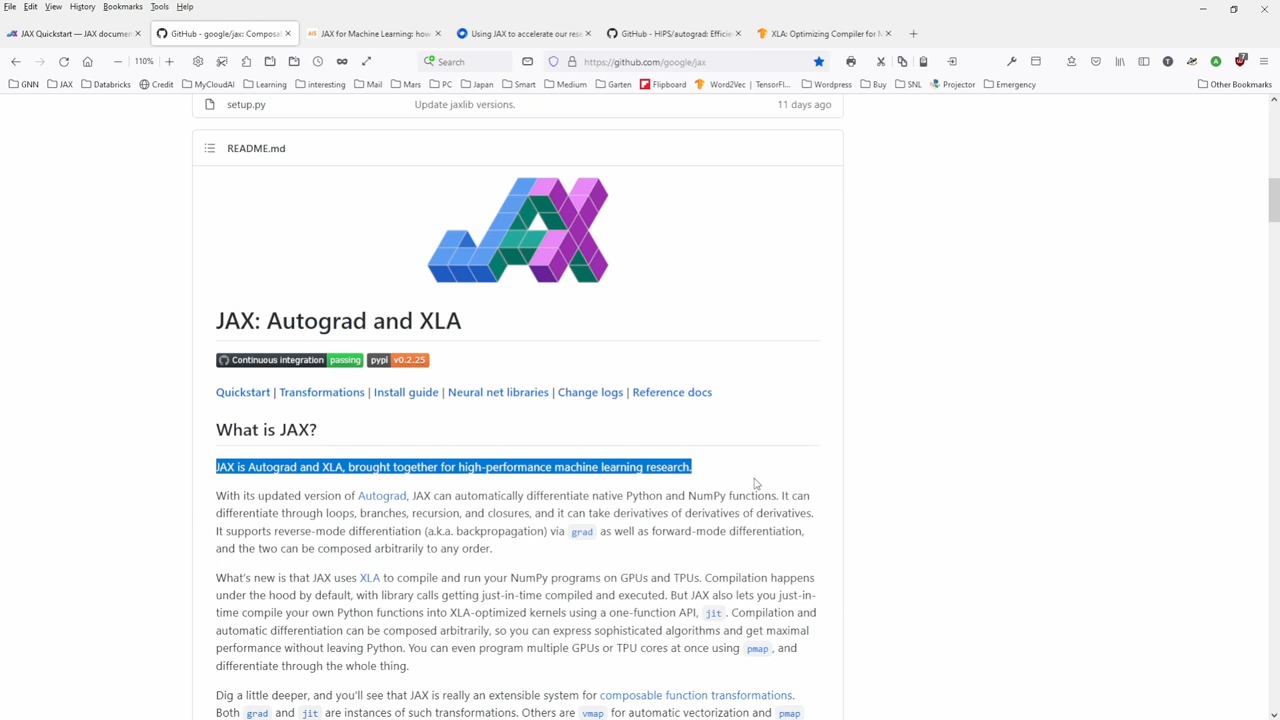 File Edit View History Bookmarks Tools Help
JAX Quickstart — JAX documen
GitHub - google/jax: Composal
JAX for Machine Learning: how
Using JAX to accelerate our rese
GitHub - HIPS/autograd: Efficie
XLA: Optimizing Compiler for M
110%
Search
https://github.com/google/jax
GNN JAX Databricks Credit MyCloudAI Learning interesting Mail Mars PC Japan Smart Medium Garten Flipboard Word2Vec | TensorFl... Wordpress Buy SNL Projector Emergency Other Bookmarks
setup.py Update jaxlib versions. 11 days ago
README.md
JAX
JAX: Autograd and XLA
Continuous integration passing pypi v0.2.25
Quickstart | Transformations | Install guide | Neural net libraries | Change logs | Reference docs
What is JAX?
JAX is Autograd and XLA, brought together for high-performance machine learning research.
With its updated version of Autograd, JAX can automatically differentiate native Python and NumPy functions. It can
differentiate through loops, branches, recursion, and closures, and it can take derivatives of derivatives of derivatives.
It supports reverse-mode differentiation (a.k.a. backpropagation) via grad as well as forward-mode differentiation,
and the two can be composed arbitrarily to any order.
What's new is that JAX uses XLA to compile and run your NumPy programs on GPUs and TPUs. Compilation happens
under the hood by default, with library calls getting just-in-time compiled and executed. But JAX also lets you just-in-
time compile your own Python functions into XLA-optimized kernels using a one-function API, jit. Compilation and
automatic differentiation can be composed arbitrarily, so you can express sophisticated algorithms and get maximal
performance without leaving Python. You can even program multiple GPUs or TPU cores at once using pmap, and
differentiate through the whole thing.
Dig a little deeper, and you'll see that JAX is really an extensible system for composable function transformations.
Both grad and jit are instances of such transformations. Others are vmap for automatic vectorization and pmap